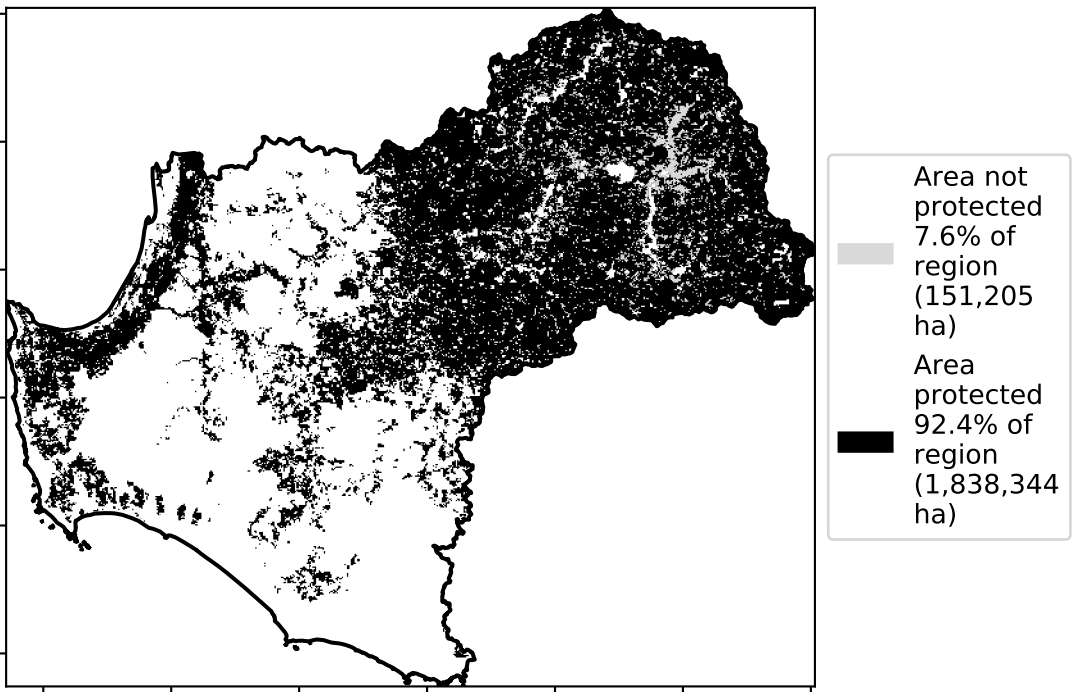 Area not
protected
7.6% of
region
(151,205
ha)
Area
protected
92.4% of
region
(1,838,344
ha)